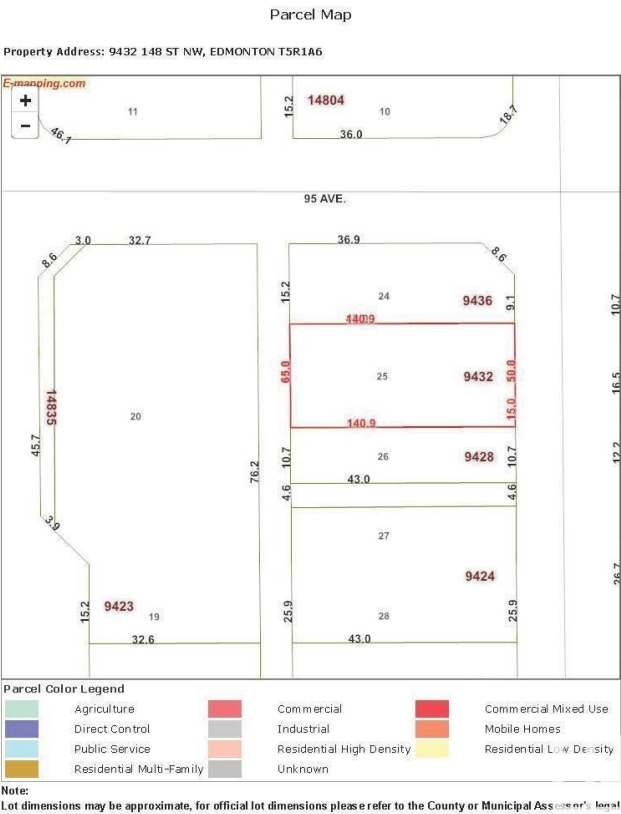 Parcel Map
Property Address: 9432 148 ST NW, EDMONTON T5R1A6
E-mapping.com
+
−
11
46.1
15.2
14804
10
36.0
18.7
95 AVE.
3.0
32.7
8.6
36.9
8.6
15.2
24
9436
9.1
10.7
140.9
65.0
25
9432
50.0
16.5
14835
20
15.0
140.9
45.7
76.2
10.7
26
9428
10.7
12.2
43.0
4.6
4.6
3.9
27
9424
26.7
15.2
9423
19
25.9
28
25.9
32.6
43.0
Parcel Color Legend
Agriculture
Commercial
Commercial Mixed Use
Direct Control
Industrial
Mobile Homes
Public Service
Residential High Density
Residential Low Density
Residential Multi-Family
Unknown
Note:
Lot dimensions may be approximate, for official lot dimensions please refer to the County or Municipal Assessor's legal